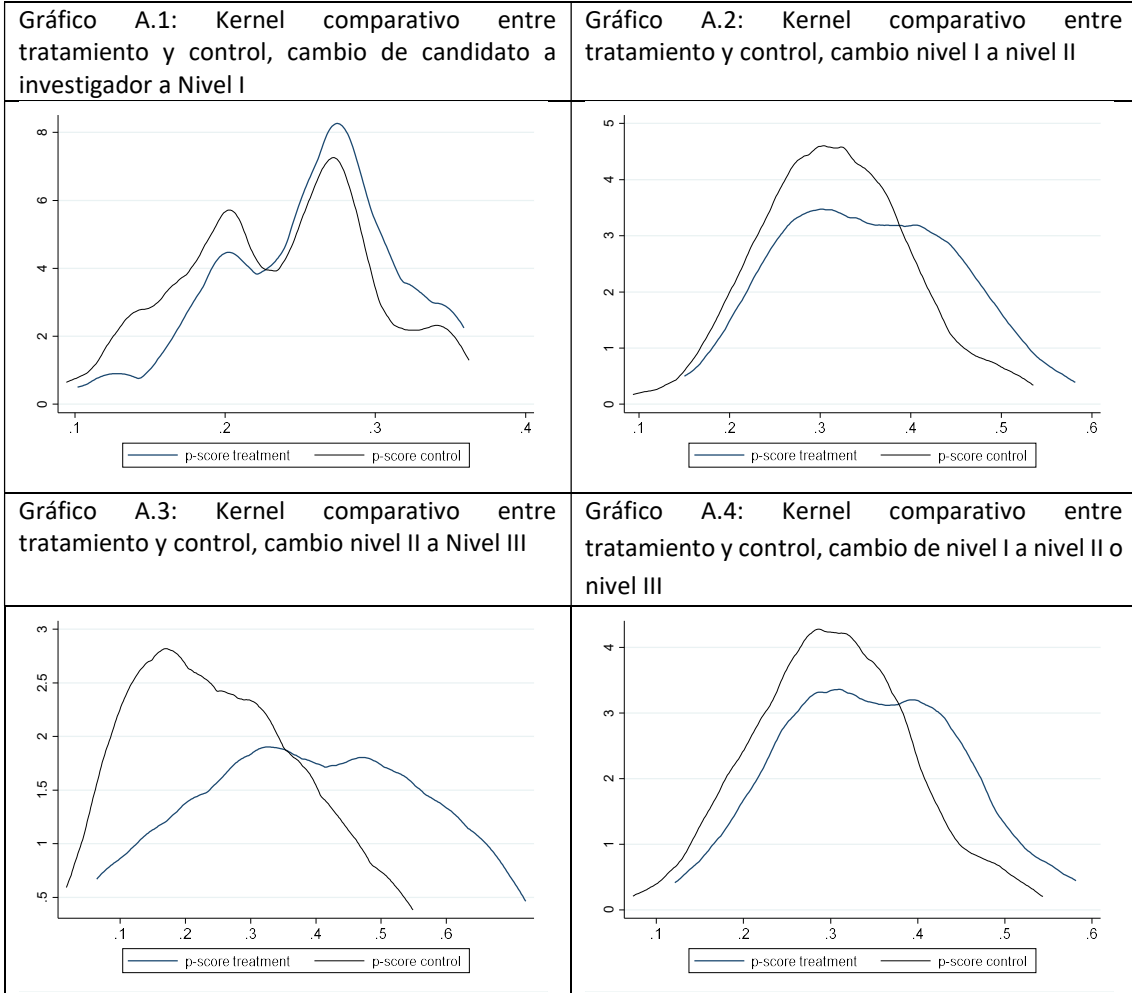 Gráfico A.1: Kernel comparativo entre
tratamiento y control, cambio de candidato a
investigador a Nivel I
Gráfico A.2: Kernel comparativo entre
tratamiento y control, cambio nivel I a nivel II
8
6
4
2
0
.1 .2 .3 .4
p-score treatment p-score control
5
4
3
2
1
0
.1 .2 .3 .4 .5 .6
p-score treatment p-score control
Gráfico A.3: Kernel comparativo entre
tratamiento y control, cambio nivel II a Nivel III
Gráfico A.4: Kernel comparativo entre
tratamiento y control, cambio de nivel I a nivel II o
nivel III
3
2.5
2
1.5
1
.5
.1 .2 .3 .4 .5 .6 .7
p-score treatment p-score control
4
3
2
1
0
.1 .2 .3 .4 .5 .6
p-score treatment p-score control